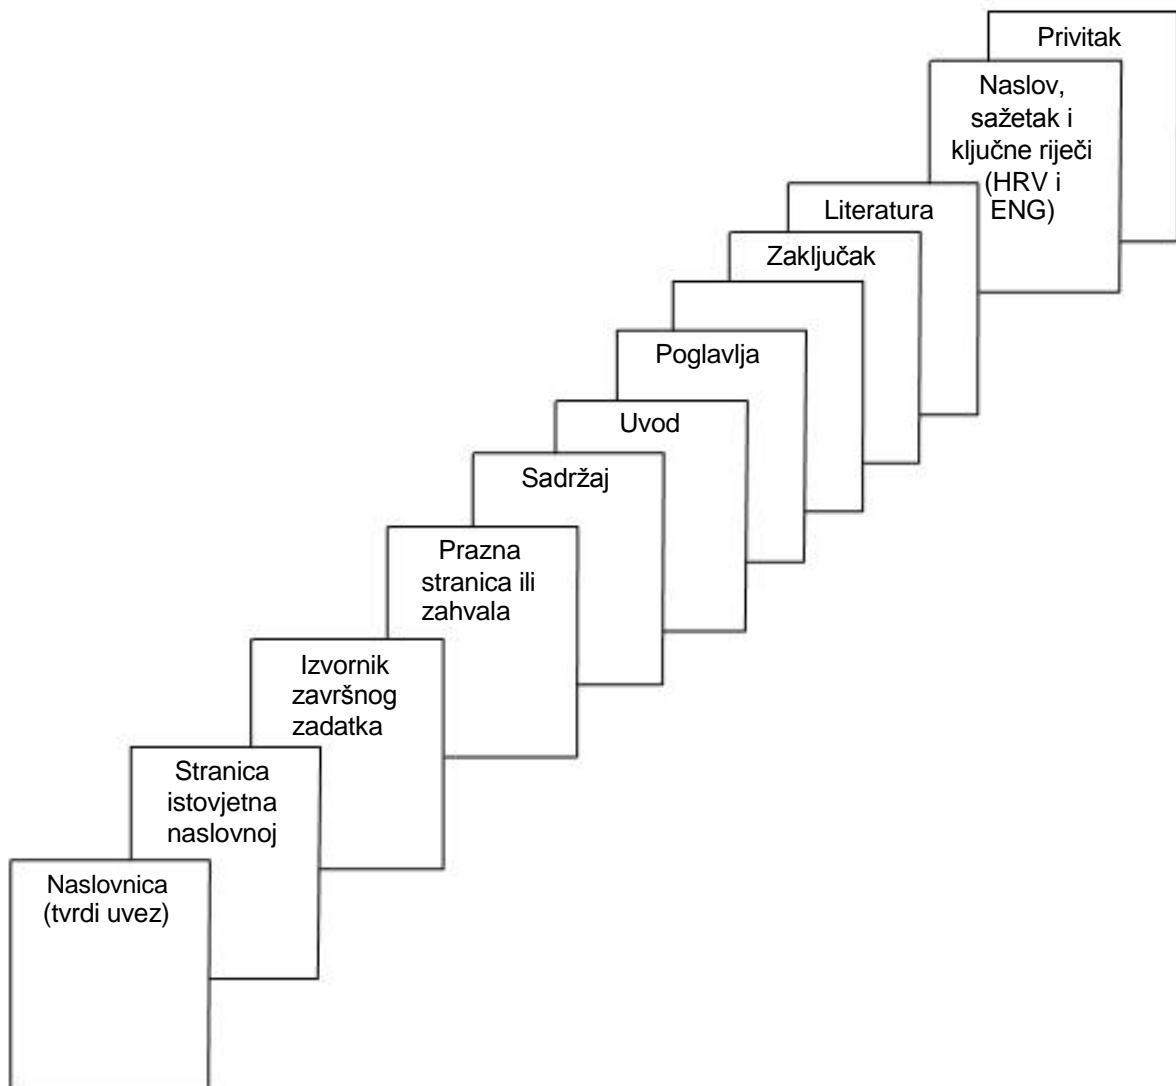 Privitak
Naslov,
sažetak i
ključne riječi
(HRV i
ENG)
Literatura
Zaključak
Poglavlja
Uvod
Sadržaj
Prazna
stranica ili
zahvala
Izvornik
završnog
zadatka
Stranica
istovjetna
naslovnoj
Naslovnica
(tvrdi uvez)